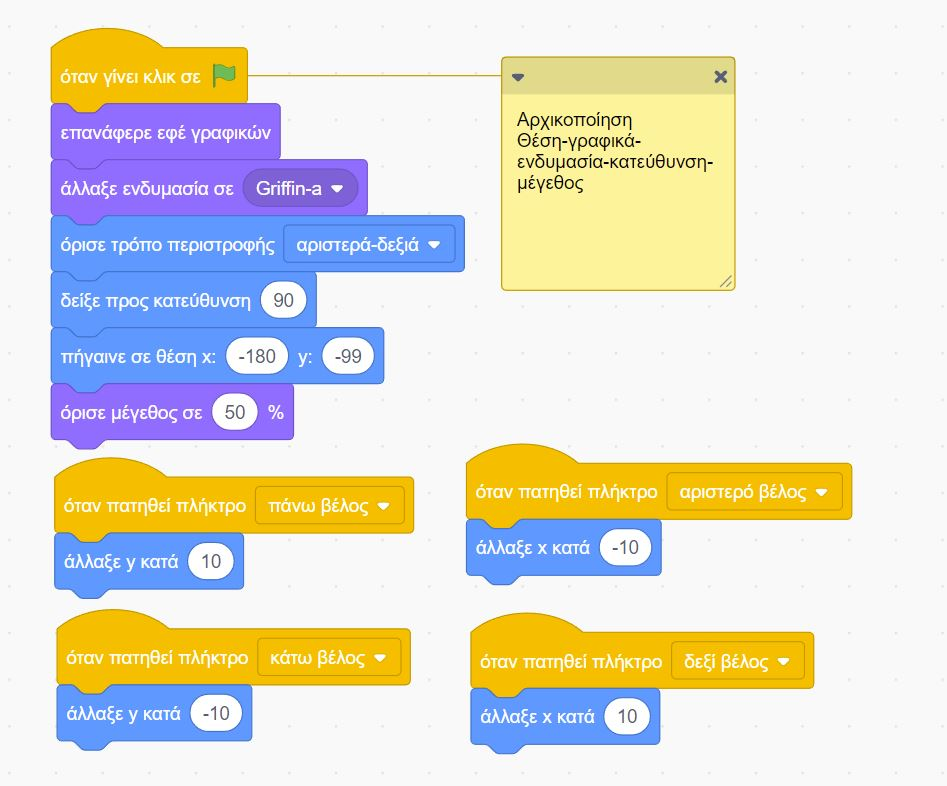 όταν γίνει κλικ σε
επανάφερε εφέ γραφικών
άλλαξε ενδυμασία σε Griffin-a
όρισε τρόπο περιστροφής αριστερά-δεξιά
δείξε προς κατεύθυνση 90
πήγαινε σε θέση x: -180 y: -99
όρισε μέγεθος σε 50 %
Αρχικοποίηση
Θέση-γραφικά-
ενδυμασία-κατεύθυνση-
μέγεθος
όταν πατηθεί πλήκτρο πάνω βέλος
άλλαξε y κατά 10
όταν πατηθεί πλήκτρο αριστερό βέλος
άλλαξε x κατά -10
όταν πατηθεί πλήκτρο κάτω βέλος
άλλαξε y κατά -10
όταν πατηθεί πλήκτρο δεξί βέλος
άλλαξε x κατά 10